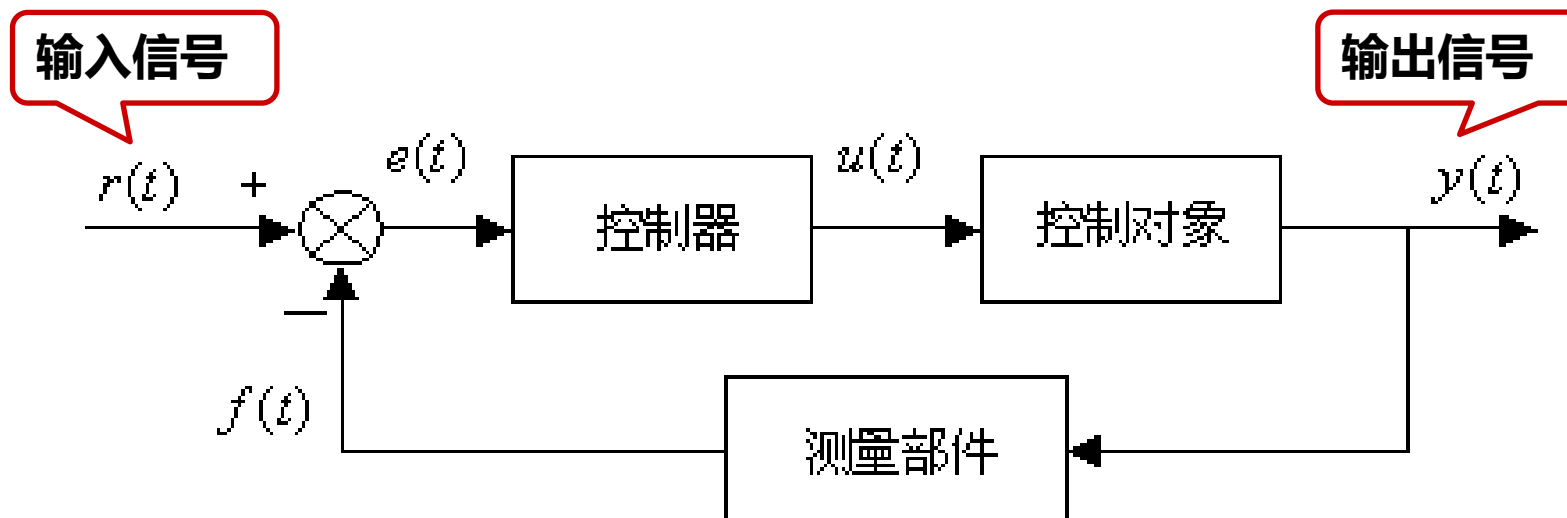 输入信号
输出信号
r(t)
+
e(t)
控制器
u(t)
控制对象
y(t)
—
f(t)
测量部件